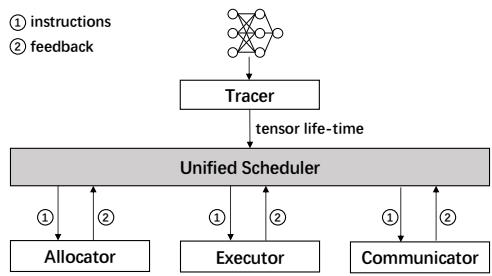 ① instructions
② feedback
Tracer
tensor life-time
Unified Scheduler
① ② ① ② ① ②
Allocator Executor Communicator